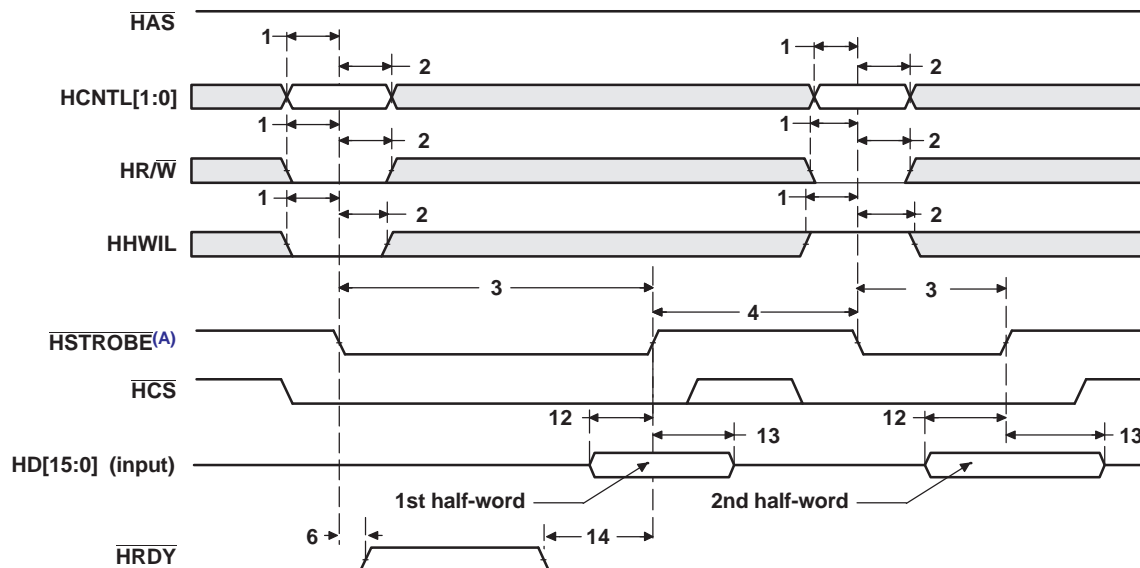 HAS
1
1
2
2
HCNTL[1:0]
1
1
2
2
HR/W
1
1
2
2
HHWIL
3
3
4
HSTROBE(A)
HCS
12
12
13
13
HD[15:0] (input)
1st half-word
2nd half-word
6
14
HRDY